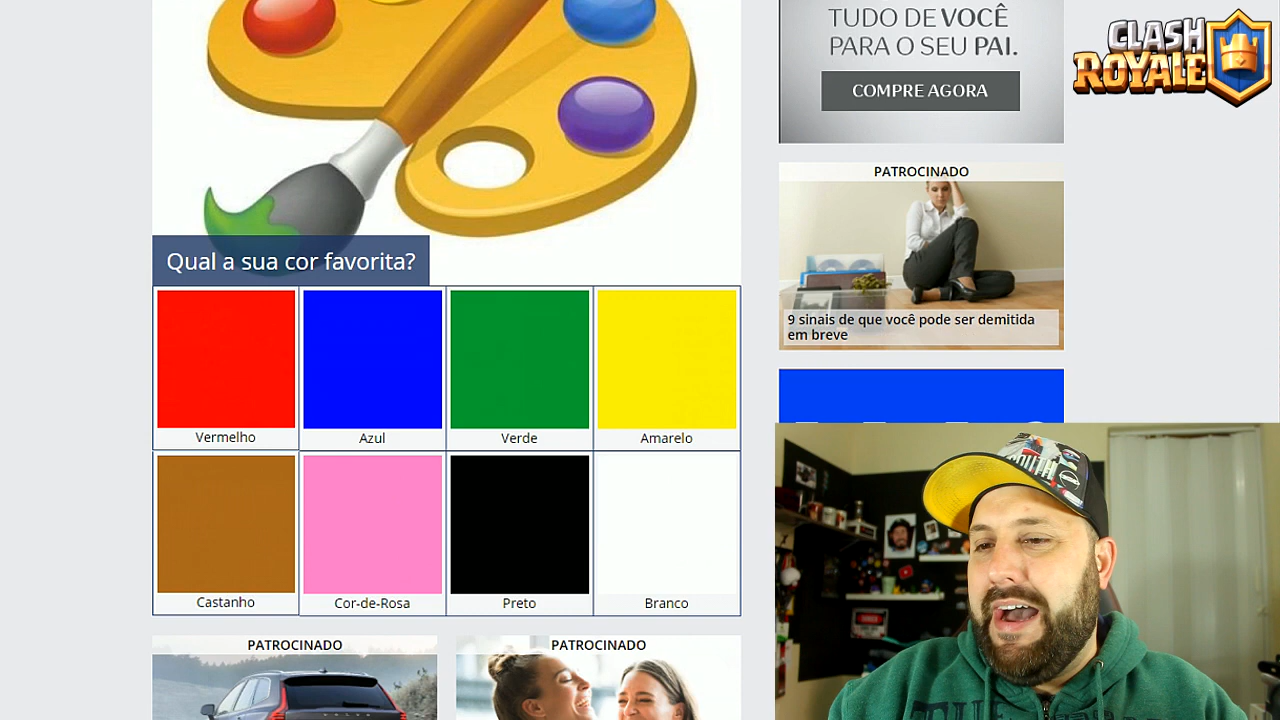 TUDO DE VOCÊ
PARA O SEU PAI.
COMPRE AGORA
CLASH
ROYALE
PATROCINADO
9 sinais de que você pode ser demitida
em breve
Qual a sua cor favorita?
Vermelho
Azul
Verde
Amarelo
Castanho
Cor-de-Rosa
Preto
Branco
PATROCINADO
PATROCINADO
VOLVO